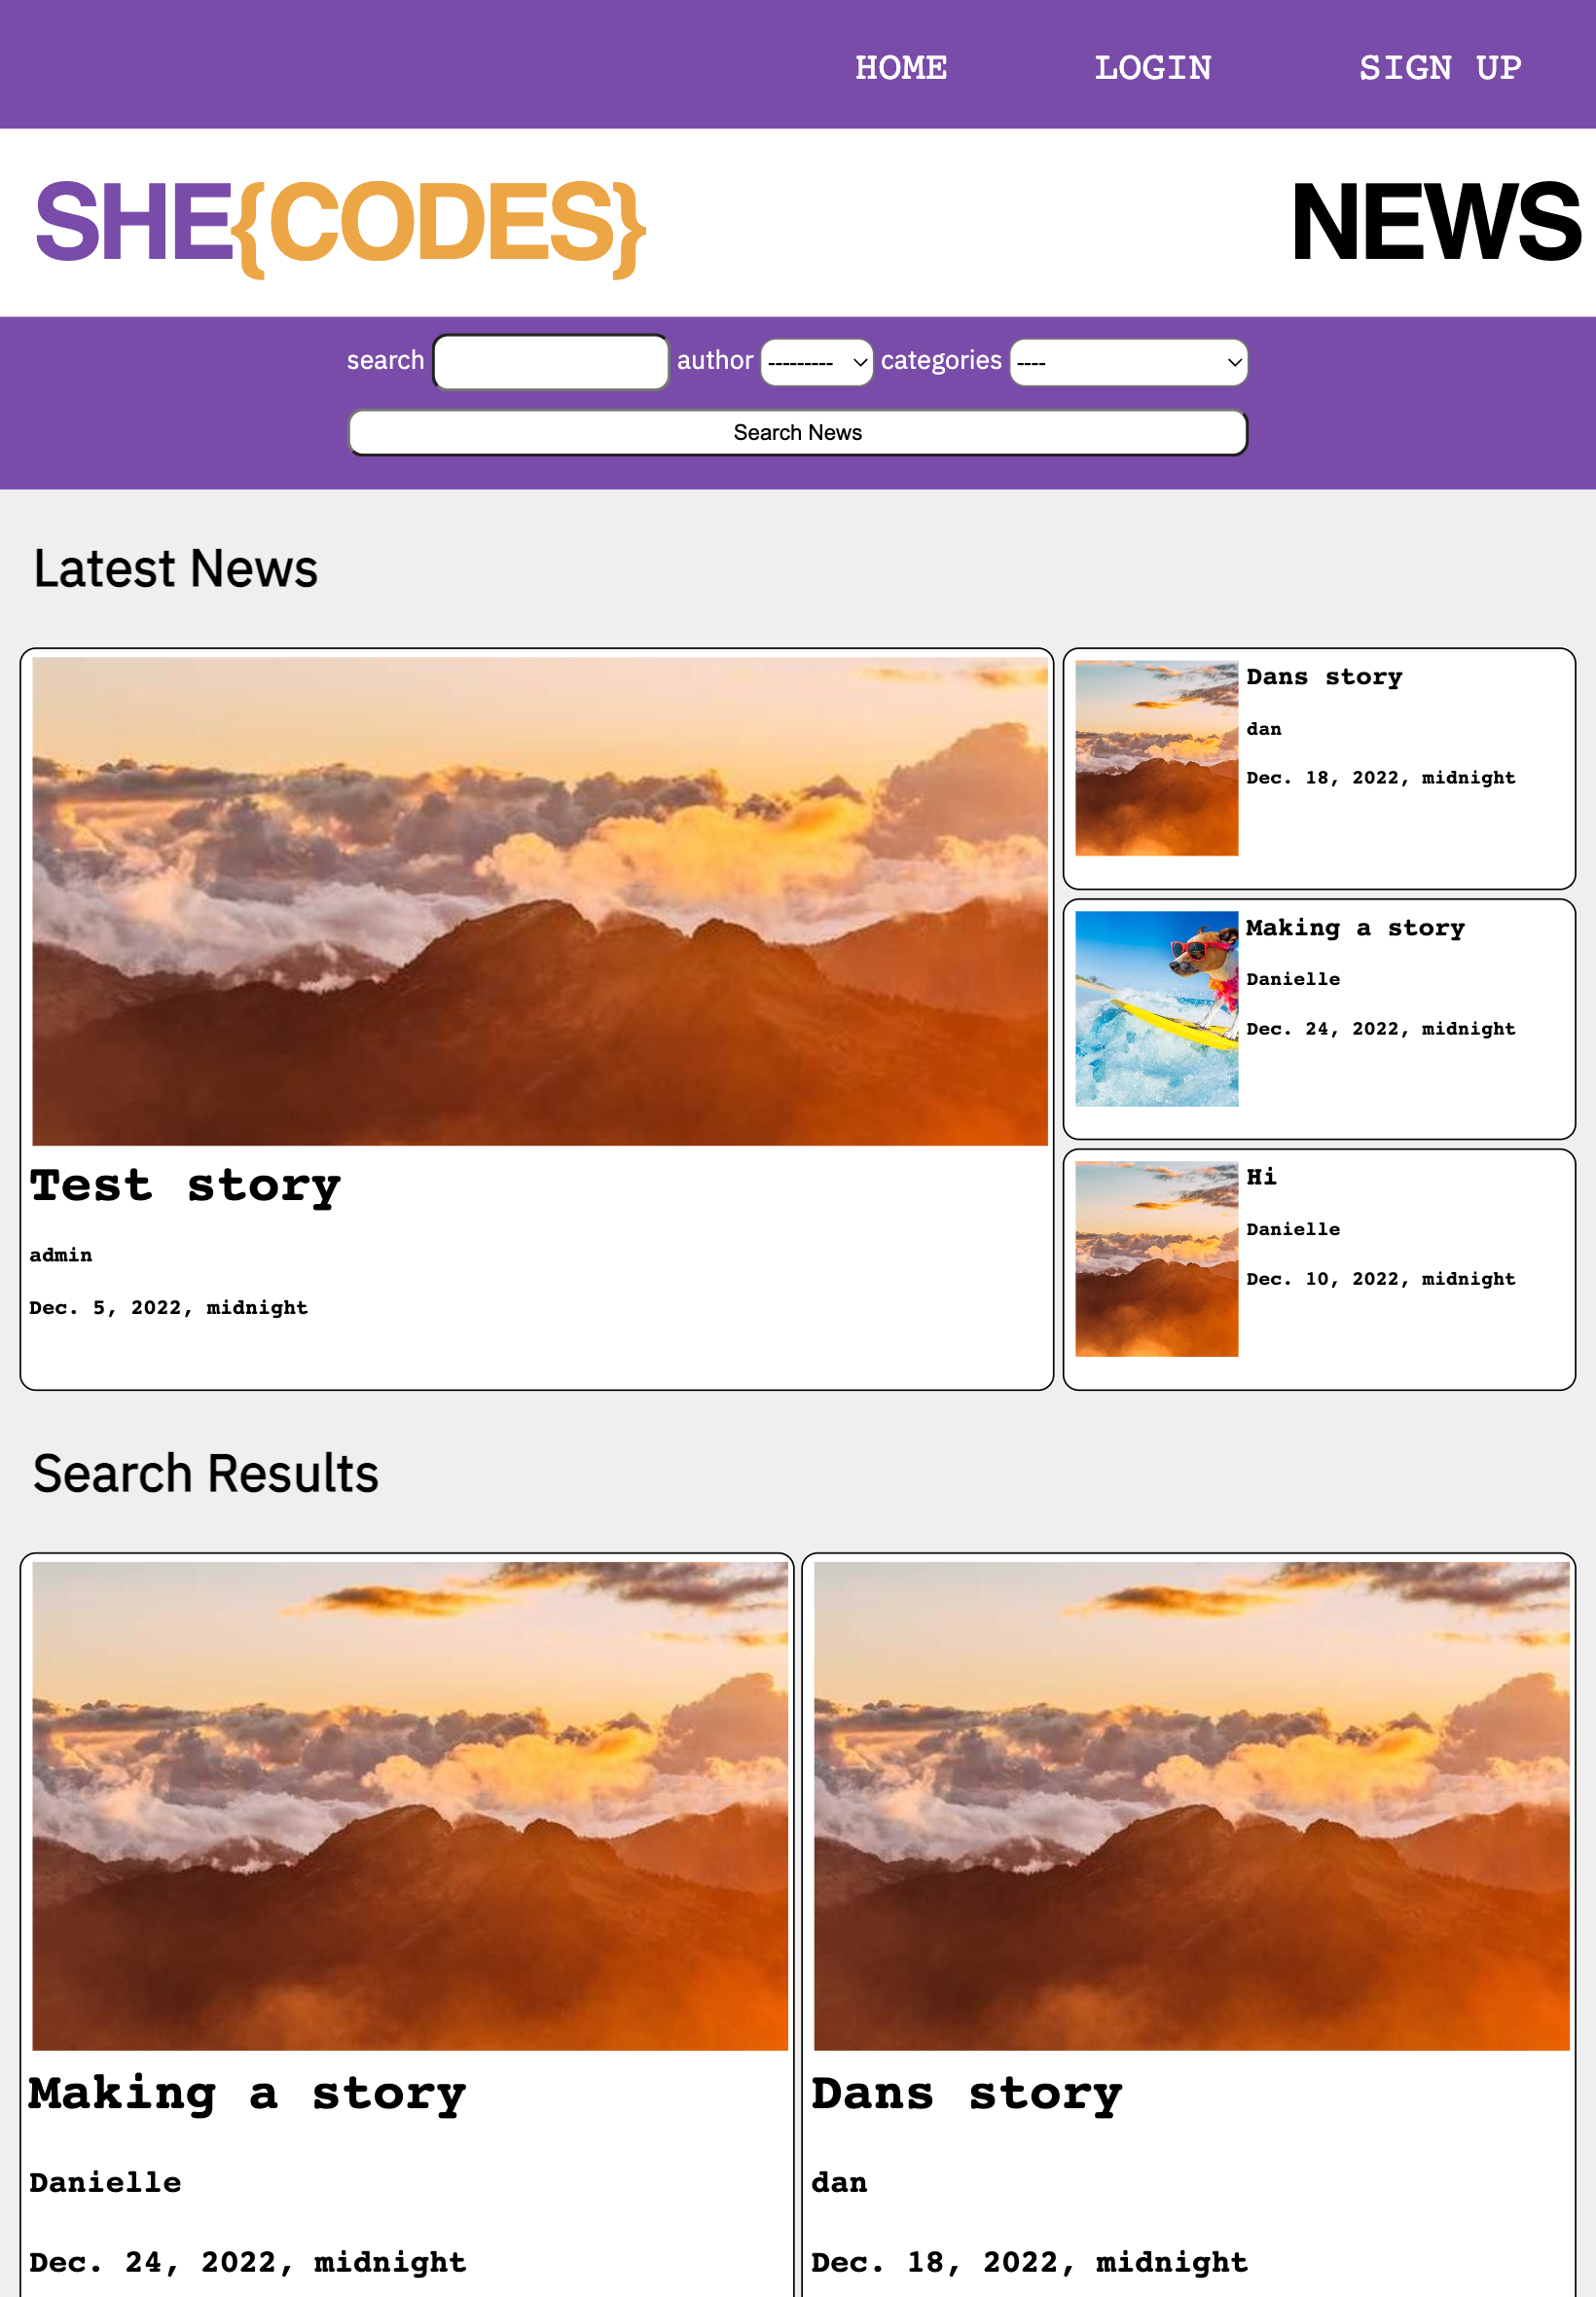 HOME LOGIN SIGN UP
SHE{CODES} NEWS
search author --------- categories ----
Search News
Latest News
Test story
admin
Dec. 5, 2022, midnight
Dans story
dan
Dec. 18, 2022, midnight
Making a story
Danielle
Dec. 24, 2022, midnight
Hi
Danielle
Dec. 10, 2022, midnight
Search Results
Making a story
Danielle
Dec. 24, 2022, midnight
Dans story
dan
Dec. 18, 2022, midnight